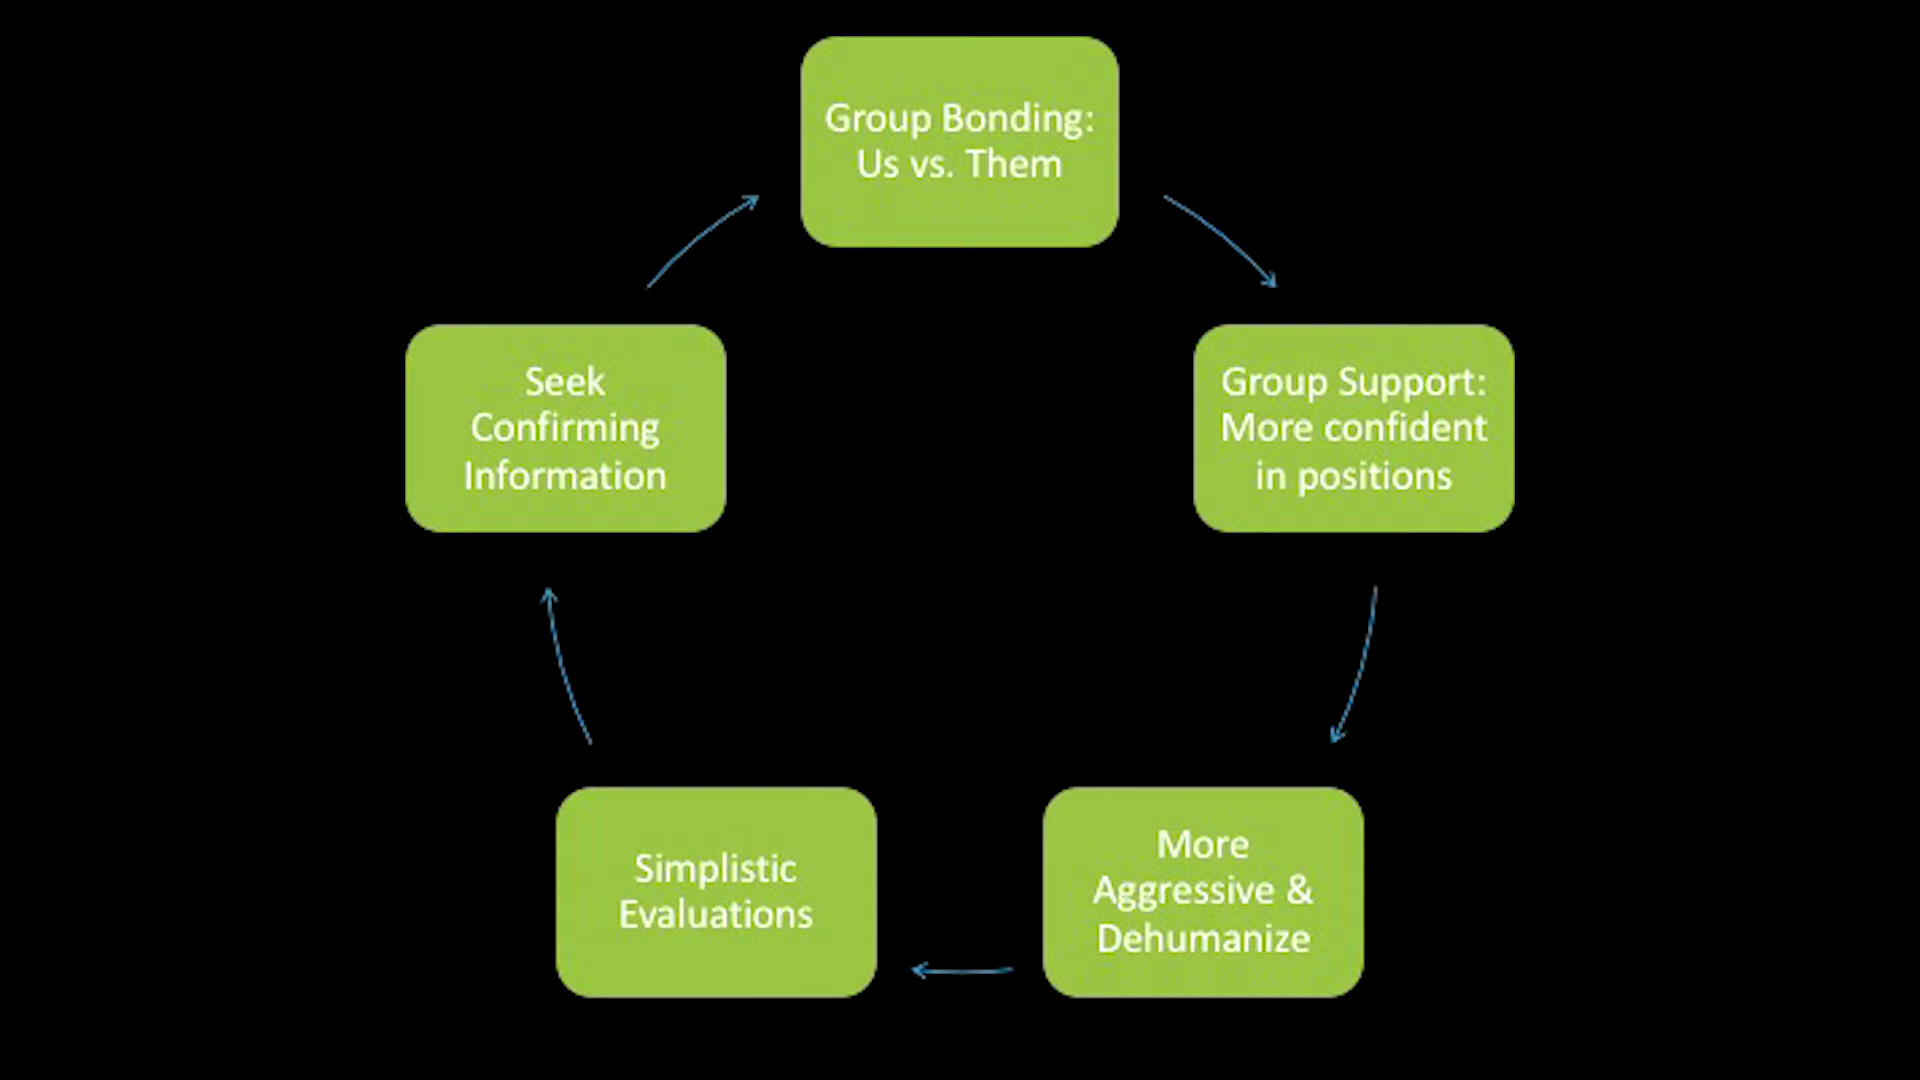 Group Bonding:
Us vs. Them
Group Support:
More confident
in positions
More
Aggressive &
Dehumanize
Simplistic
Evaluations
Seek
Confirming
Information